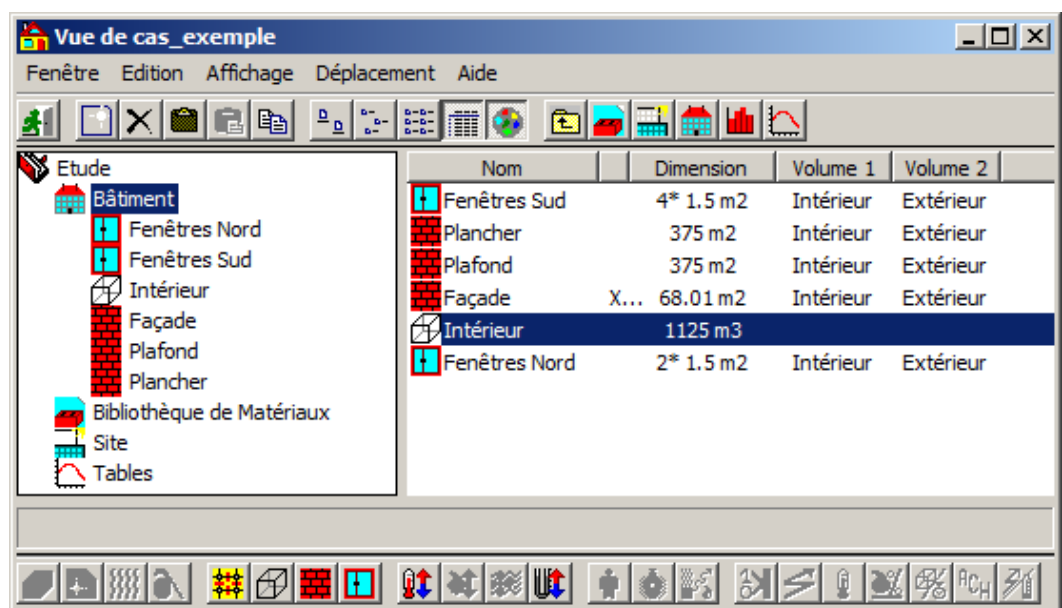 Vue de cas_exemple
Fenêtre Edition Affichage Déplacement Aide
Etude
Bâtiment
Fenêtres Nord
Fenêtres Sud
Intérieur
Façade
Plafond
Plancher
Bibliothèque de Matériaux
Site
Tables
Nom Dimension Volume 1 Volume 2
Fenêtres Sud 4* 1.5 m2 Intérieur Extérieur
Plancher 375 m2 Intérieur Extérieur
Plafond 375 m2 Intérieur Extérieur
Façade X... 68.01 m2 Intérieur Extérieur
Intérieur 1125 m3
Fenêtres Nord 2* 1.5 m2 Intérieur Extérieur
ACH